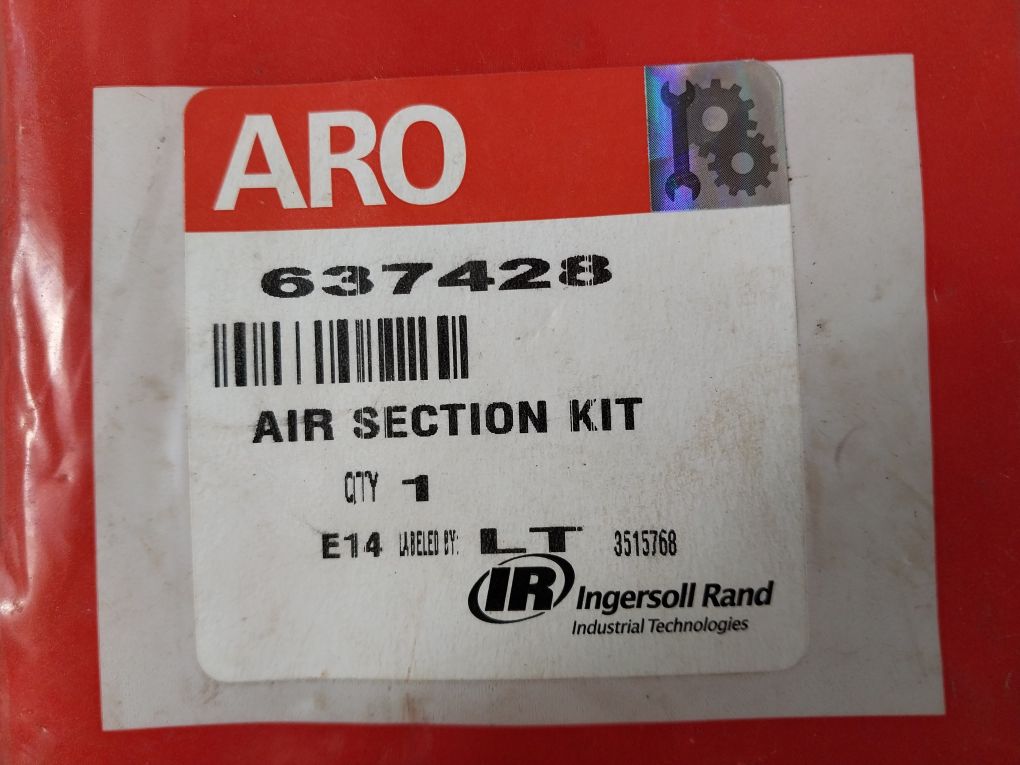 ARO
637428
AIR SECTION KIT
QTY 1
E14 LABELED BY: LT 3515768
IR Ingersoll Rand
Industrial Technologies